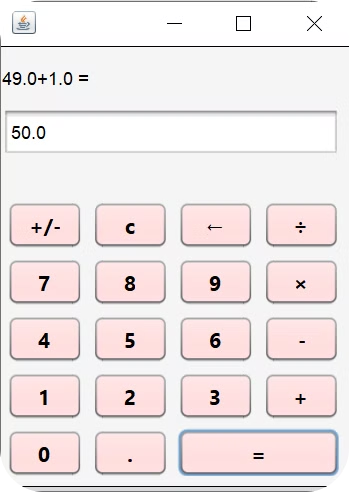 49.0+1.0 =
50.0
+/- c ← ÷
7 8 9 ×
4 5 6 -
1 2 3 +
0 . =